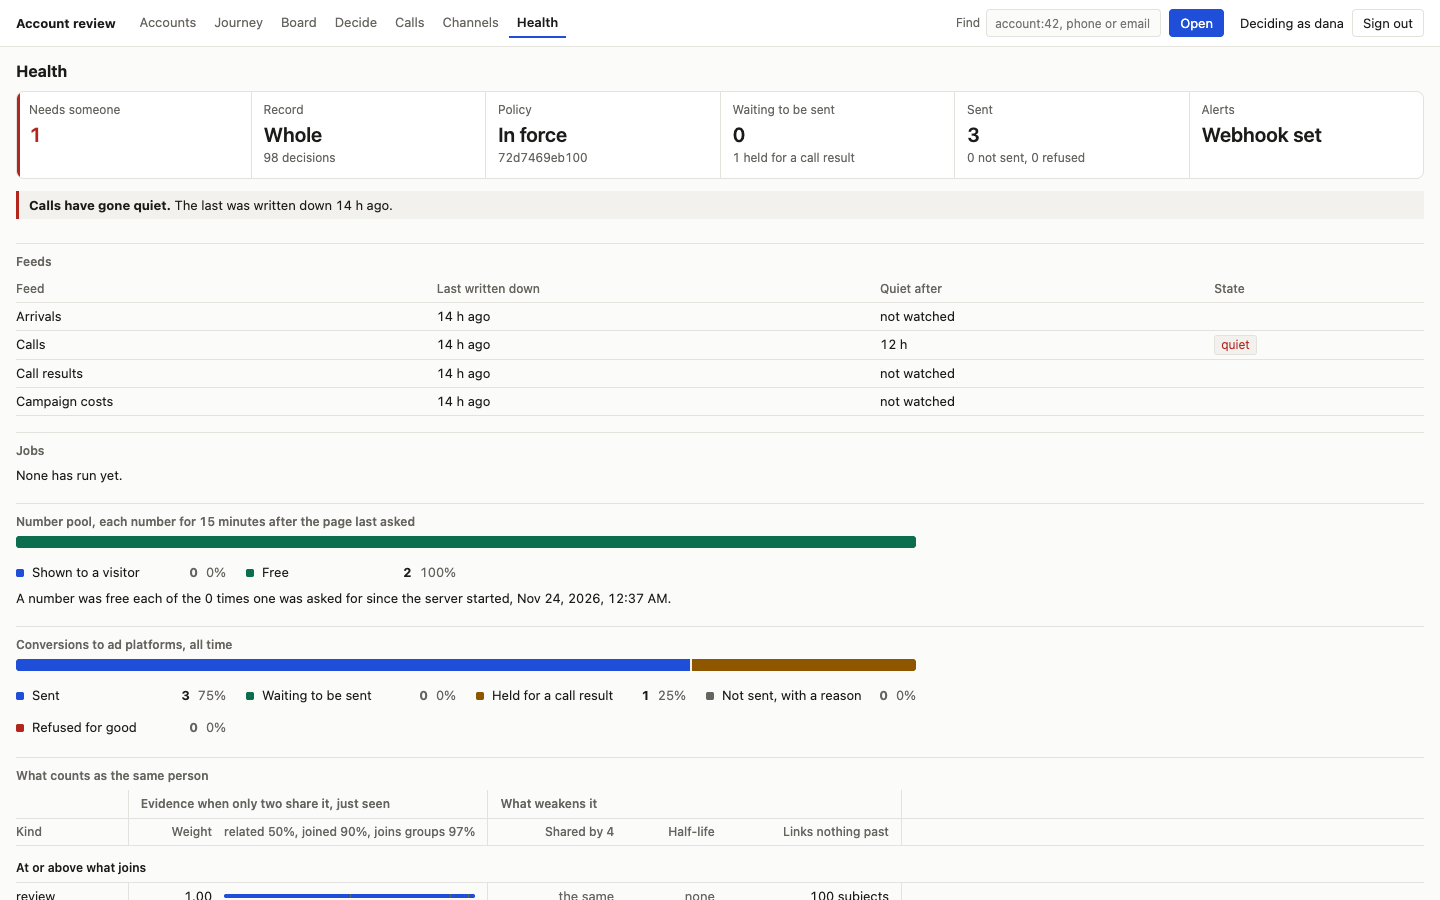 Account review Accounts Journey Board Decide Calls Channels Health Find account:42, phone or email Open Deciding as dana Sign out
Health
Needs someone Record Policy Waiting to be sent Sent Alerts
1 Whole In force 0 3 Webhook set
98 decisions 72d7469eb100 1 held for a call result 0 not sent, 0 refused
Calls have gone quiet. The last was written down 14 h ago.
Feeds
Feed Last written down Quiet after State
Arrivals 14 h ago not watched
Calls 14 h ago 12 h quiet
Call results 14 h ago not watched
Campaign costs 14 h ago not watched
Jobs
None has run yet.
Number pool, each number for 15 minutes after the page last asked
Shown to a visitor 0 0% Free 2 100%
A number was free each of the 0 times one was asked for since the server started, Nov 24, 2026, 12:37 AM.
Conversions to ad platforms, all time
Sent 3 75% Waiting to be sent 0 0% Held for a call result 1 25% Not sent, with a reason 0 0%
Refused for good 0 0%
What counts as the same person
Evidence when only two share it, just seen What weakens it
Kind Weight related 50%, joined 90%, joins groups 97% Shared by 4 Half-life Links nothing past
At or above what joins
review 1.00 the same none 100 subjects